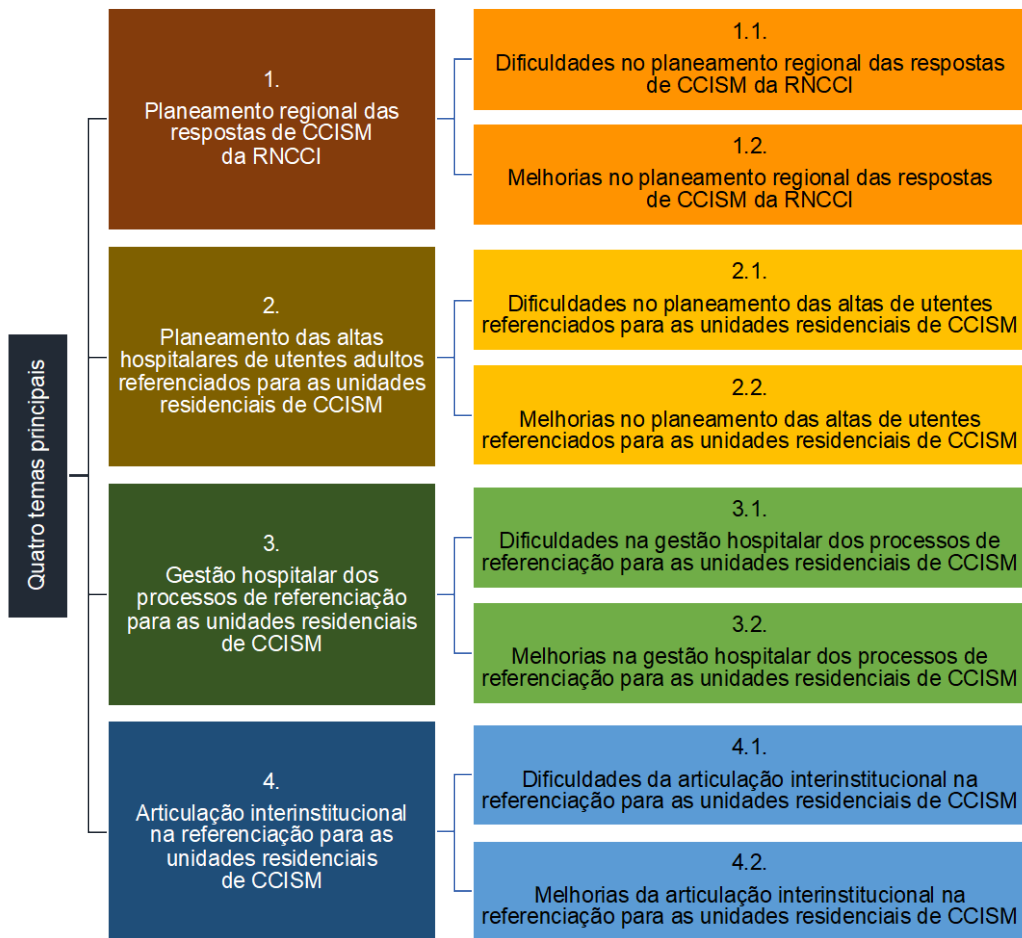 Quatro temas principais
1.
Planeamento regional das
respostas de CCISM
da RNCCI
1.1.
Dificuldades no planeamento regional das respostas
de CCISM da RNCCI
1.2.
Melhorias no planeamento regional das respostas
de CCISM da RNCCI
2.
Planeamento das altas
hospitalares de utentes adultos
referenciados para as unidades
residenciais de CCISM
2.1.
Dificuldades no planeamento das altas de utentes
referenciados para as unidades residenciais de CCISM
2.2.
Melhorias no planeamento das altas de utentes
referenciados para as unidades residenciais de CCISM
3.
Gestão hospitalar dos
processos de referenciação
para as unidades residenciais
de CCISM
3.1.
Dificuldades na gestão hospitalar dos processos de
referenciação para as unidades residenciais de CCISM
3.2.
Melhorias na gestão hospitalar dos processos de
referenciação para as unidades residenciais de CCISM
4.
Articulação interinstitucional
na referenciação para as
unidades residenciais
de CCISM
4.1.
Dificuldades da articulação interinstitucional na
referenciação para as unidades residenciais de CCISM
4.2.
Melhorias da articulação interinstitucional na
referenciação para as unidades residenciais de CCISM